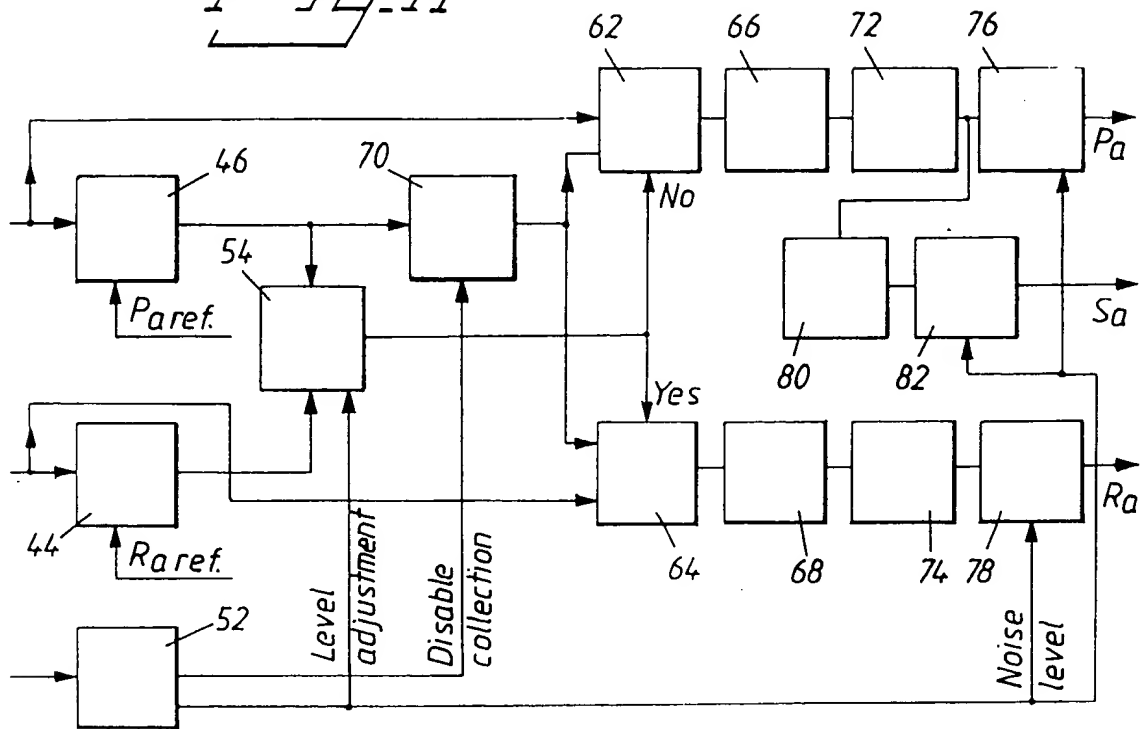 62
66
72
76
Pa
46
70
No
54
Pa ref.
Sa
80
82
Yes
Ra
44
Ra ref.
64
68
74
78
52
Level
adjustment
Disable
collection
Noise
level